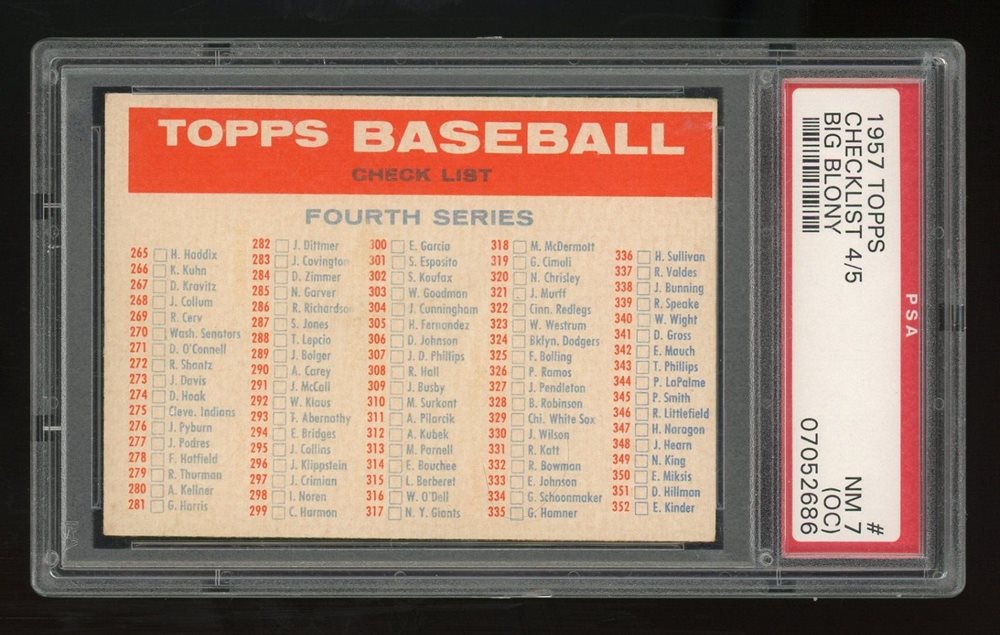 TOPPS BASEBALL
CHECK LIST
FOURTH SERIES
265 H. Haddix
266 K. Kuhn
267 D. Kravitz
268 J. Collum
269 R. Cerv
270 Wash. Senators
271 D. O'Connell
272 R. Shantz
273 J. Davis
274 D. Hoak
275 Cleve. Indians
276 J. Pyburn
277 J. Podres
278 F. Hatfield
279 R. Thurman
280 A. Kellner
281 G. Harris
282 J. Dittmer
283 J. Covington
284 D. Zimmer
285 N. Garver
286 R. Richardson
287 S. Jones
288 T. Lepcio
289 J. Bolger
290 A. Carey
291 J. McCall
292 W. Klaus
293 T. Abernathy
294 E. Bridges
295 J. Collins
296 J. Klippstein
297 J. Crimian
298 I. Noren
299 C. Harmon
300 E. Garcia
301 S. Esposito
302 S. Koufax
303 W. Goodman
304 J. Cunningham
305 H. Fernandez
306 D. Johnson
307 J. D. Phillips
308 R. Hall
309 J. Busby
310 M. Surkont
311 A. Pilarcik
312 A. Kubek
313 M. Parnell
314 E. Bouchee
315 L. Berberet
316 W. O'Dell
317 N. Y. Giants
318 M. McDermott
319 G. Cimoli
320 N. Chrisley
321 J. Murff
322 Cinn. Redlegs
323 W. Westrum
324 Bklyn. Dodgers
325 F. Bolling
326 P. Ramos
327 J. Pendleton
328 B. Robinson
329 Chi. White Sox
330 J. Wilson
331 R. Katt
332 R. Bowman
333 E. Johnson
334 G. Schoonmaker
335 G. Hamner
336 H. Sullivan
337 R. Valdes
338 J. Bunning
339 R. Speake
340 W. Wight
341 D. Gross
342 E. Mauch
343 T. Phillips
344 P. LaPalme
345 P. Smith
346 R. Littlefield
347 H. Naragon
348 J. Hearn
349 N. King
350 E. Miksis
351 D. Hillman
352 E. Kinder
PSA
1957 TOPPS #
CHECKLIST 4/5 NM 7
BIG BLONY (OC)
07052686